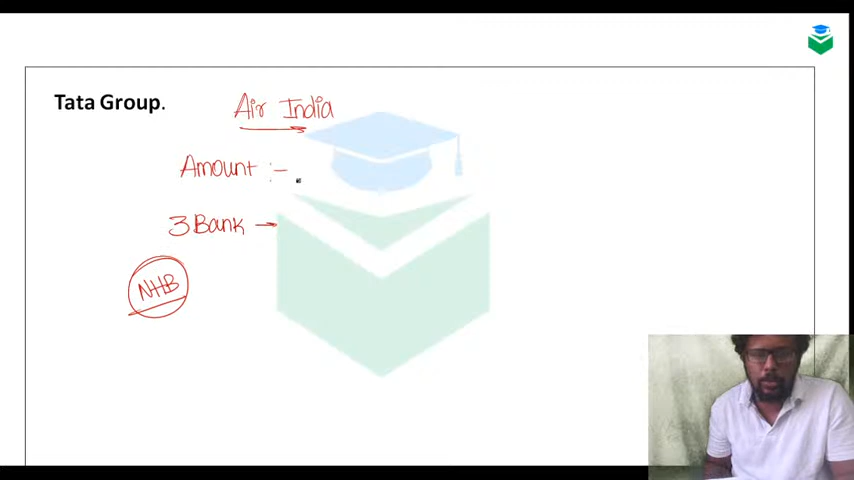 Tata Group.
Air India
Amount :-
3 Bank →
NHB